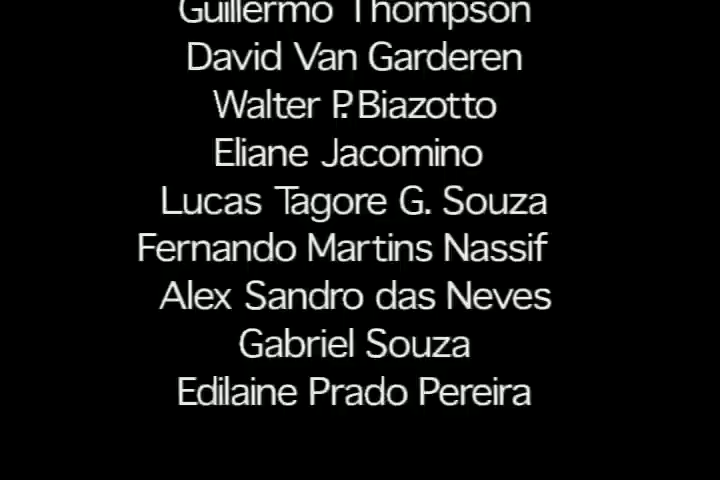 Guillermo Thompson
David Van Garderen
Walter P. Biazotto
Eliane Jacomino
Lucas Tagore G. Souza
Fernando Martins Nassif
Alex Sandro das Neves
Gabriel Souza
Edilaine Prado Pereira